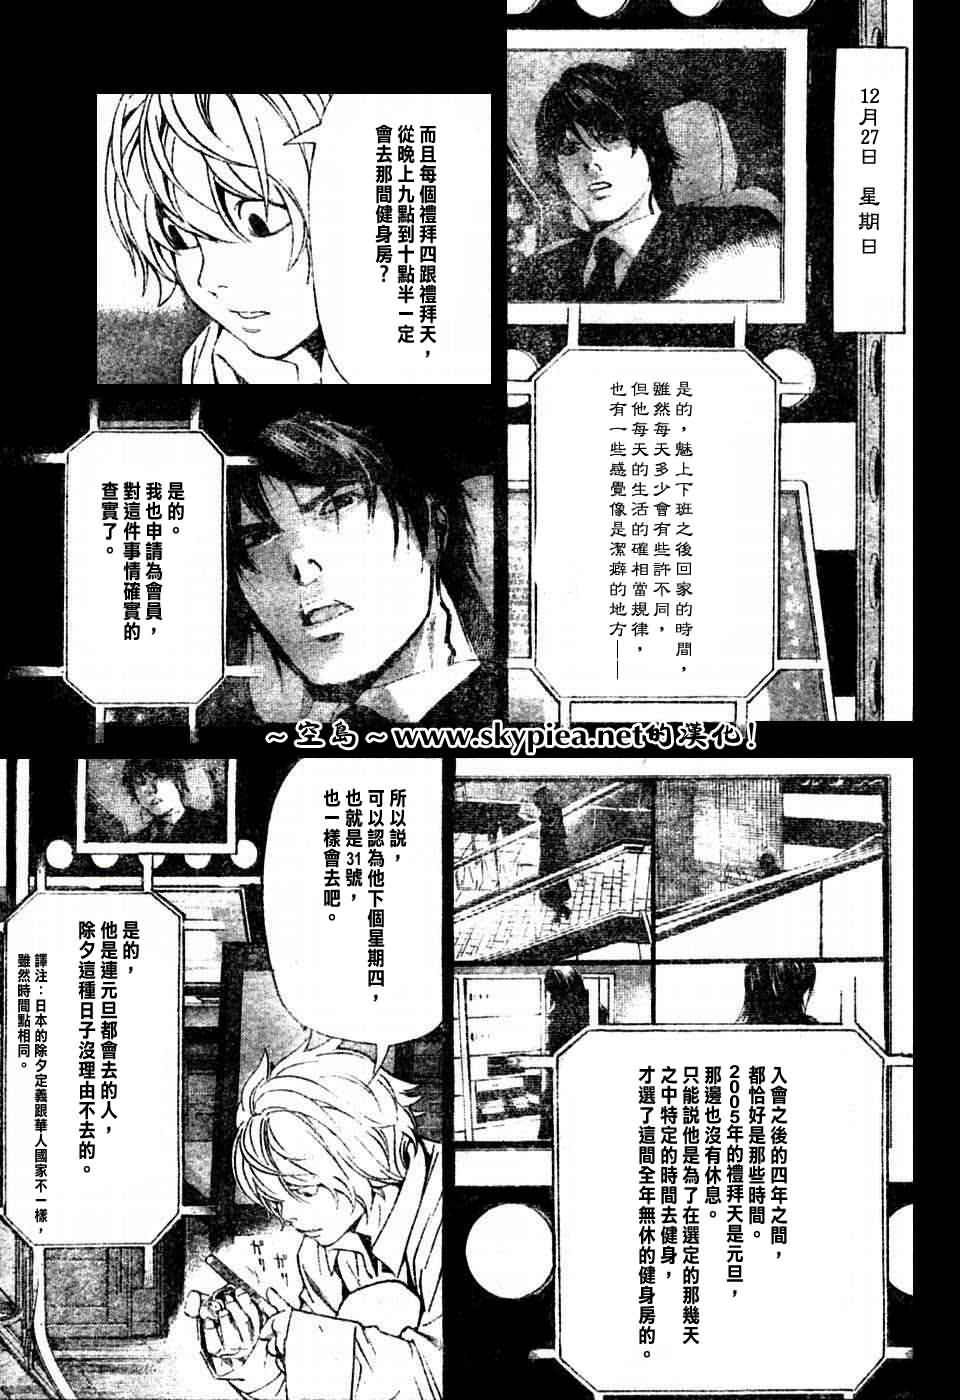 12月27日 星期日
是的，魅上下班之後回家的時間，
雖然每天多少會有些許不同，
但他每天的生活的確相當規律，
也有一些感覺像是潔癖的地方——
而且每個禮拜四跟禮拜天，
從晚上九點到十點半一定
會去那間健身房？
是的。
我也申請為會員，
對這件事情確實的
查實了。
～空島～www.skypiea.net的漢化！
入會之後的四年之間，
都恰好是那些時間。
2005年的禮拜天是元旦，
那邊也沒有休息。
只能說他是為了在選定的那幾天
之中特定的時間去健身，
才選了這間全年無休的健身房的。
所以說，
可以認為他下個星期四，
也就是31號，
也一樣會去吧。
是的，
他是連元旦都會去的人，
除夕這種日子沒理由不去的。
譯注：日本的除夕定義跟華人國家不一樣，
雖然時間點相同。